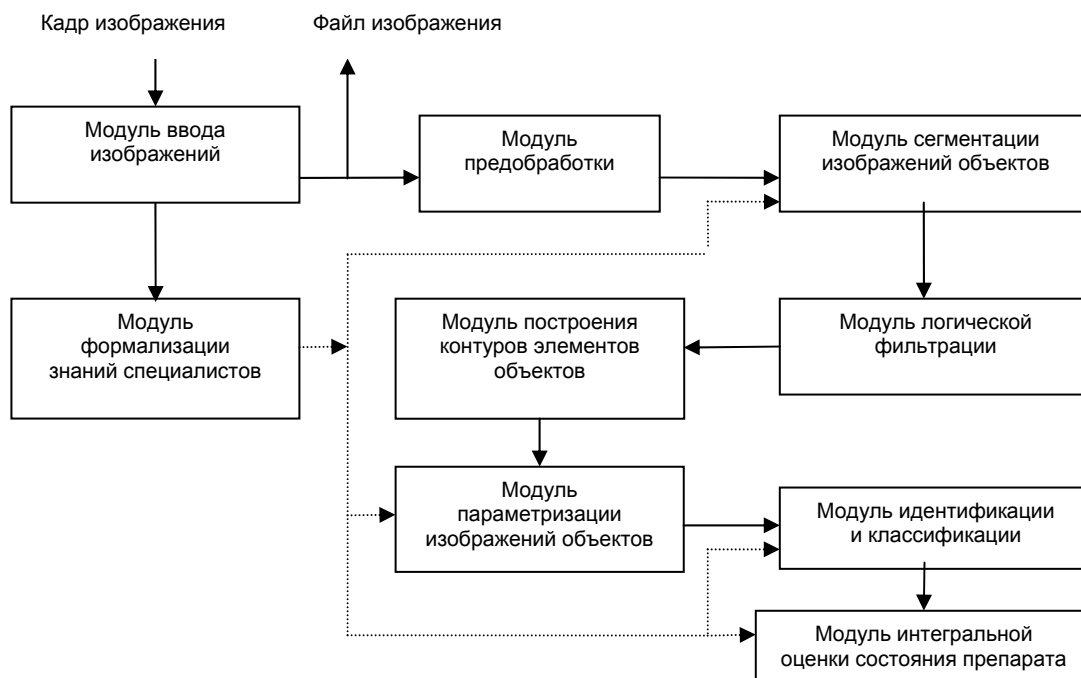 Кадр изображения
Файл изображения
Модуль ввода
изображений
Модуль
предобработки
Модуль сегментации
изображений объектов
Модуль
формализации
знаний специалистов
Модуль построения
контуров элементов
объектов
Модуль логической
фильтрации
Модуль
параметризации
изображений объектов
Модуль идентификации
и классификации
Модуль интегральной
оценки состояния препарата